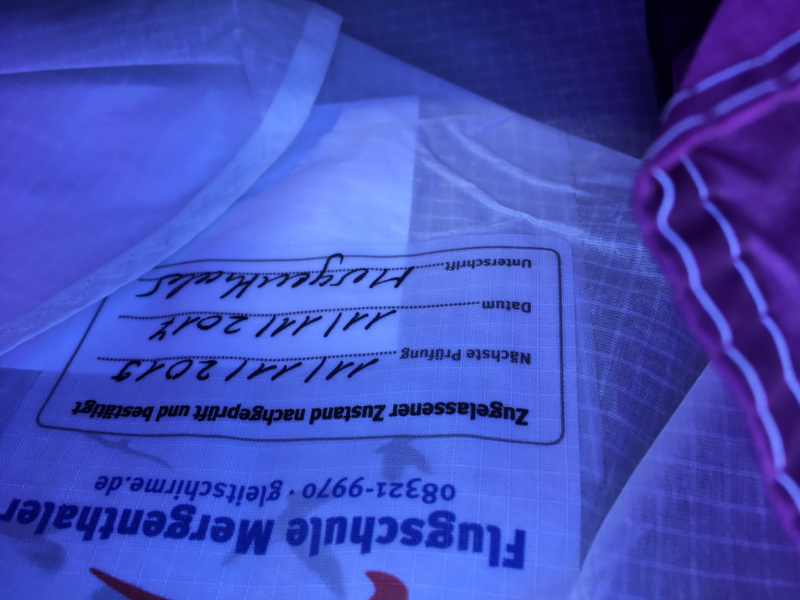 Flugschule Mergenthaler
08321-9970 · gleitschirme.de
Zugelassener Zustand nachgeprüft und bestätigt
Nächste Prüfung 11/11/2019
Datum 11/11/2017
Unterschrift Mergenthaler